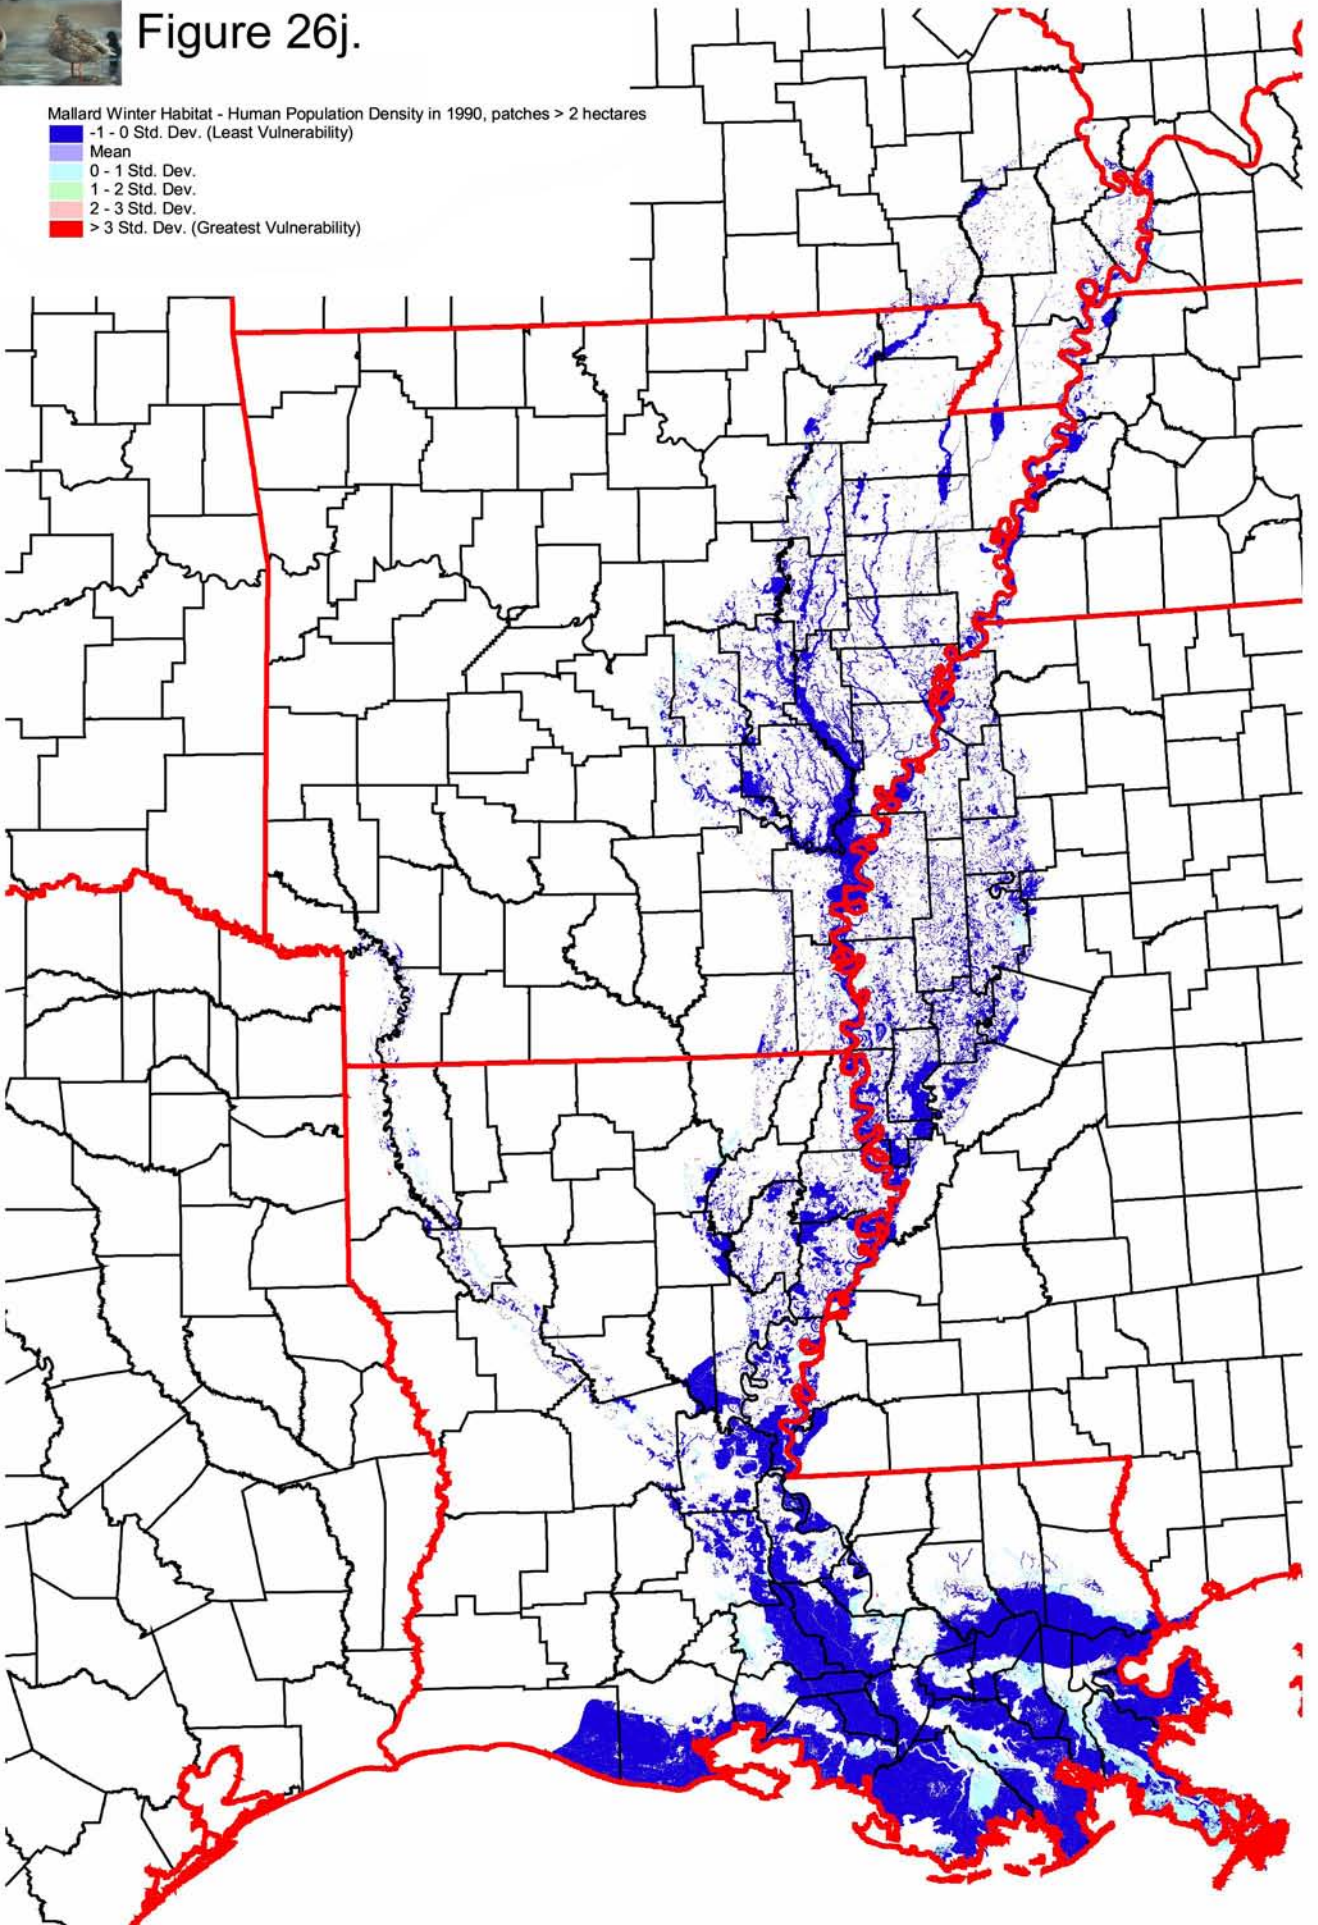 Figure 26j.
Mallard Winter Habitat - Human Population Density in 1990, patches > 2 hectares
-1 - 0 Std. Dev. (Least Vulnerability)
Mean
0 - 1 Std. Dev.
1 - 2 Std. Dev.
2 - 3 Std. Dev.
> 3 Std. Dev. (Greatest Vulnerability)